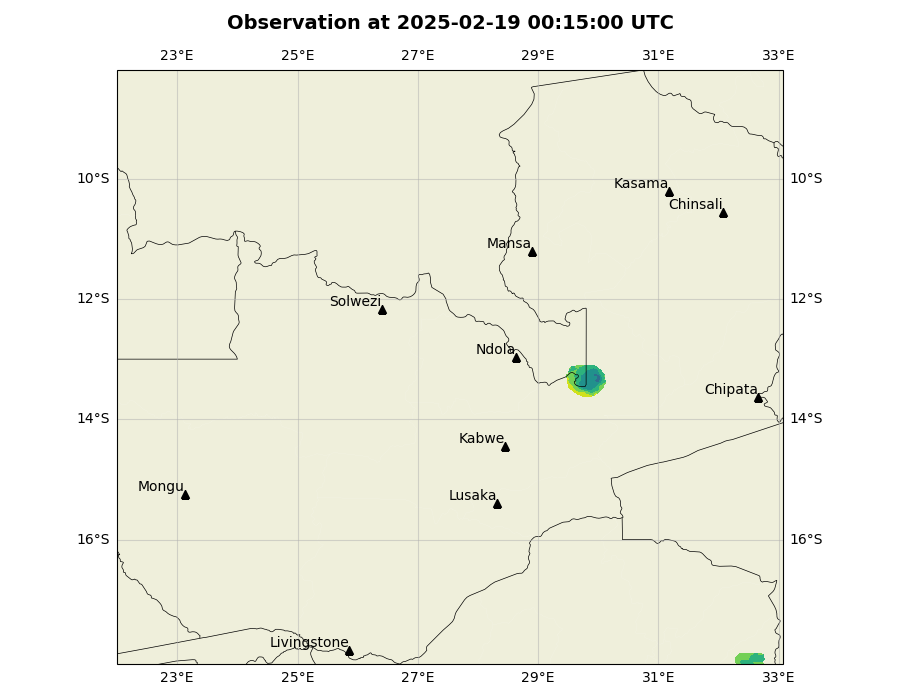 Observation at 2025-02-19 00:15:00 UTC
23°E 25°E 27°E 29°E 31°E 33°E
10°S 10°S
Kasama
Chinsali
Mansa
12°S 12°S
Solwezi
Ndola
Chipata
14°S 14°S
Kabwe
Mongu
Lusaka
16°S 16°S
Livingstone
23°E 25°E 27°E 29°E 31°E 33°E